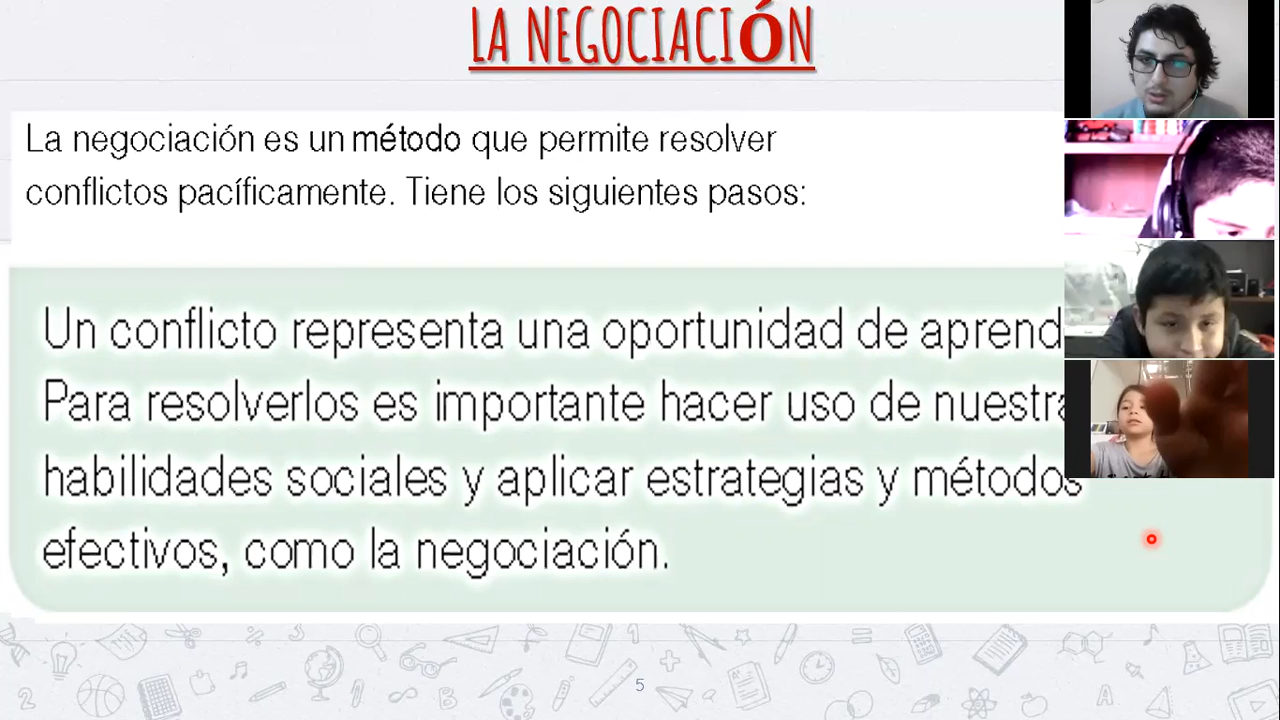 LA NEGOCIACIÓN
La negociación es un método que permite resolver
conflictos pacíficamente. Tiene los siguientes pasos:
Un conflicto representa una oportunidad de aprend
Para resolverlos es importante hacer uso de nuestra
habilidades sociales y aplicar estrategias y métodos
efectivos, como la negociación.
5